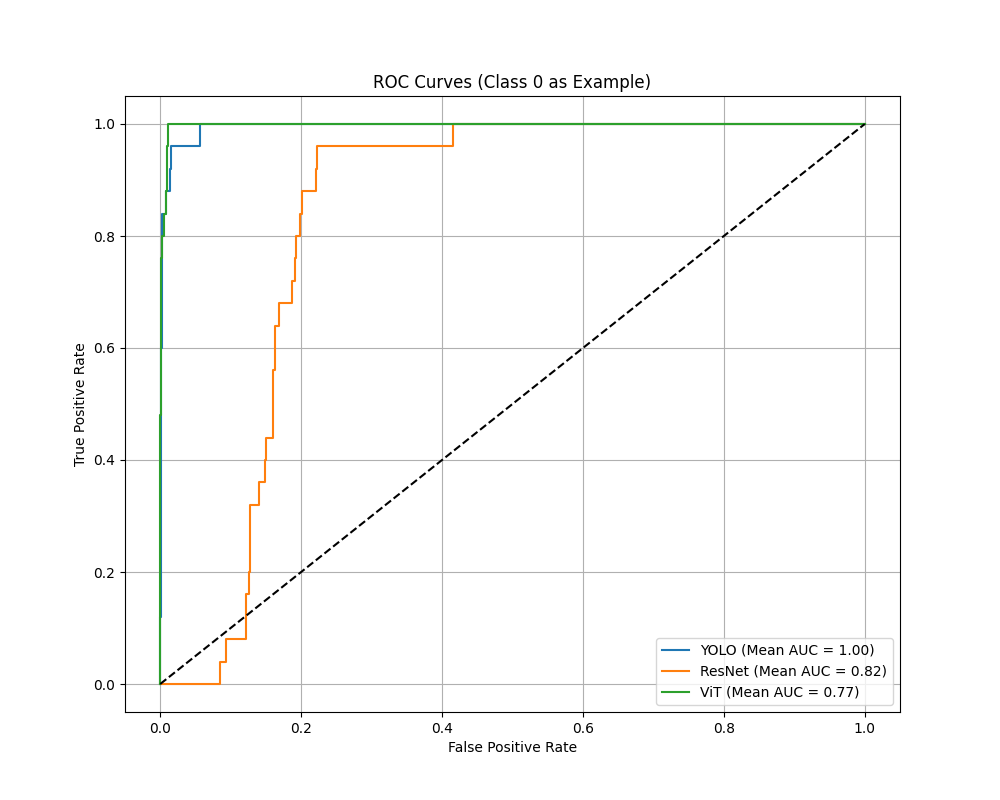 ROC Curves (Class 0 as Example)
True Positive Rate
1.0
0.8
0.6
0.4
0.2
0.0
0.0 0.2 0.4 0.6 0.8 1.0
False Positive Rate
YOLO (Mean AUC = 1.00)
ResNet (Mean AUC = 0.82)
ViT (Mean AUC = 0.77)